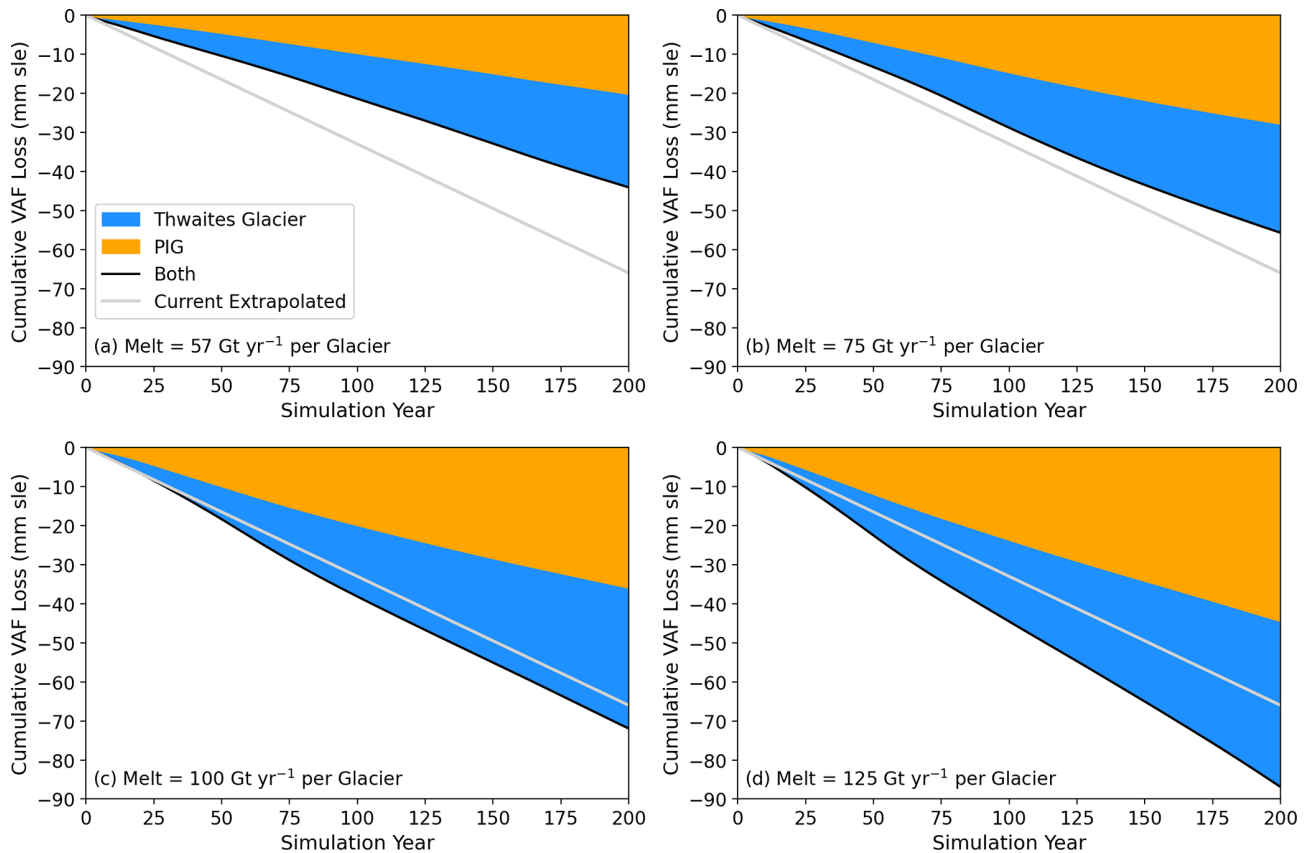 Cumulative VAF Loss (mm sle)
0
−10
−20
−30
−40
−50
−60
−70
−80
−90
Thwaites Glacier
PIG
Both
Current Extrapolated
(a) Melt = 57 Gt yr⁻¹ per Glacier
0 25 50 75 100 125 150 175 200
Simulation Year
Cumulative VAF Loss (mm sle)
0
−10
−20
−30
−40
−50
−60
−70
−80
−90
(b) Melt = 75 Gt yr⁻¹ per Glacier
0 25 50 75 100 125 150 175 200
Simulation Year
Cumulative VAF Loss (mm sle)
0
−10
−20
−30
−40
−50
−60
−70
−80
−90
(c) Melt = 100 Gt yr⁻¹ per Glacier
0 25 50 75 100 125 150 175 200
Simulation Year
Cumulative VAF Loss (mm sle)
0
−10
−20
−30
−40
−50
−60
−70
−80
−90
(d) Melt = 125 Gt yr⁻¹ per Glacier
0 25 50 75 100 125 150 175 200
Simulation Year